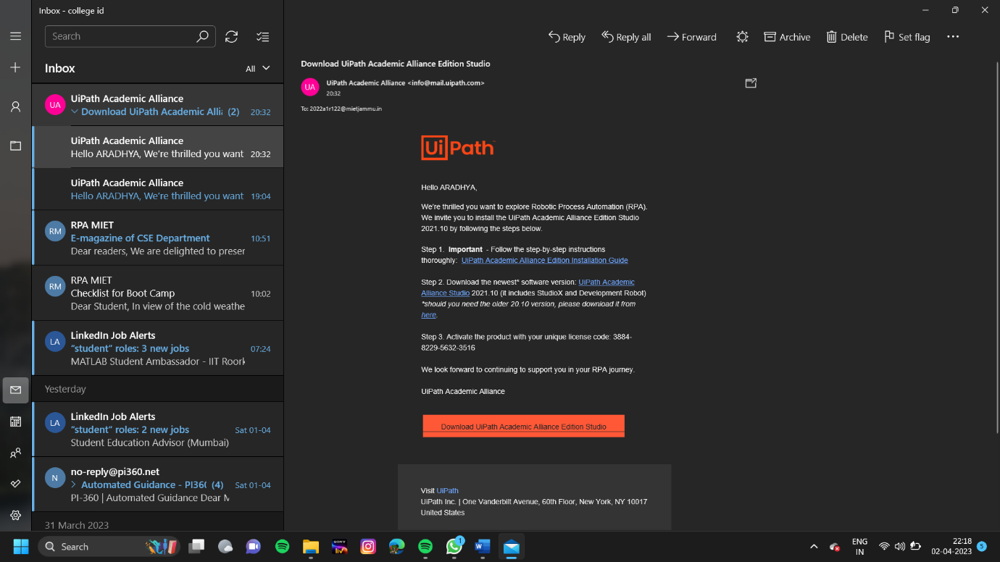 Inbox - college id
Search
Inbox
All
UA
UiPath Academic Alliance
Download UiPath Academic Alli (2) 20:32
UiPath Academic Alliance
Hello ARADHYA, We're thrilled you want 20:32
UiPath Academic Alliance
Hello ARADHYA, We're thrilled you want 19:04
RM
RPA MIET
E-magazine of CSE Department 10:51
Dear readers, We are delighted to preser
RM
RPA MIET
Checklist for Boot Camp 10:02
Dear Student, In view of the cold weathe
LA
LinkedIn Job Alerts
"student" roles: 3 new jobs 07:24
MATLAB Student Ambassador - IIT Roork
Yesterday
LA
LinkedIn Job Alerts
"student" roles: 2 new jobs Sat 01-04
Student Education Advisor (Mumbai)
N
no-reply@pi360.net
Automated Guidance - PI36( (4) Sat 01-04
PI-360 | Automated Guidance Dear M
31 March 2023
Reply Reply all Forward Archive Delete Set flag
Download UiPath Academic Alliance Edition Studio
UA
UiPath Academic Alliance <info@mail.uipath.com>
20:32
To: 2022a1r122@mietjammu.in
UiPath™
Hello ARADHYA,
We're thrilled you want to explore Robotic Process Automation (RPA).
We invite you to install the UiPath Academic Alliance Edition Studio
2021.10 by following the steps below.
Step 1. Important - Follow the step-by-step instructions
thoroughly: UiPath Academic Alliance Edition Installation Guide
Step 2. Download the newest* software version: UiPath Academic
Alliance Studio 2021.10 (it includes StudioX and Development Robot)
*should you need the older 20.10 version, please download it from
here.
Step 3. Activate the product with your unique license code: 3884-
8229-5632-3516
We look forward to continuing to support you in your RPA journey.
UiPath Academic Alliance
Download UiPath Academic Alliance Edition Studio
Visit UiPath
UiPath Inc. | One Vanderbilt Avenue, 60th Floor, New York, NY 10017
United States
Search
SONY
liv
1
W
ENG
IN
22:18
02-04-2023
5